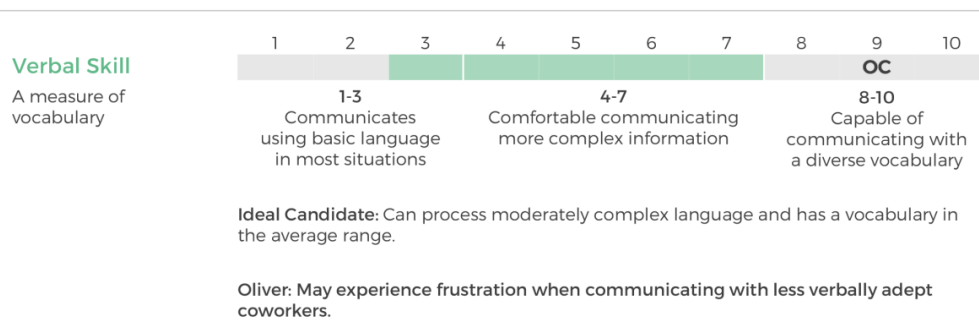 1 2 3 4 5 6 7 8 9 10
Verbal Skill
OC
A measure of
vocabulary
1-3
Communicates
using basic language
in most situations
4-7
Comfortable communicating
more complex information
8-10
Capable of
communicating with
a diverse vocabulary
Ideal Candidate: Can process moderately complex language and has a vocabulary in
the average range.
Oliver: May experience frustration when communicating with less verbally adept
coworkers.